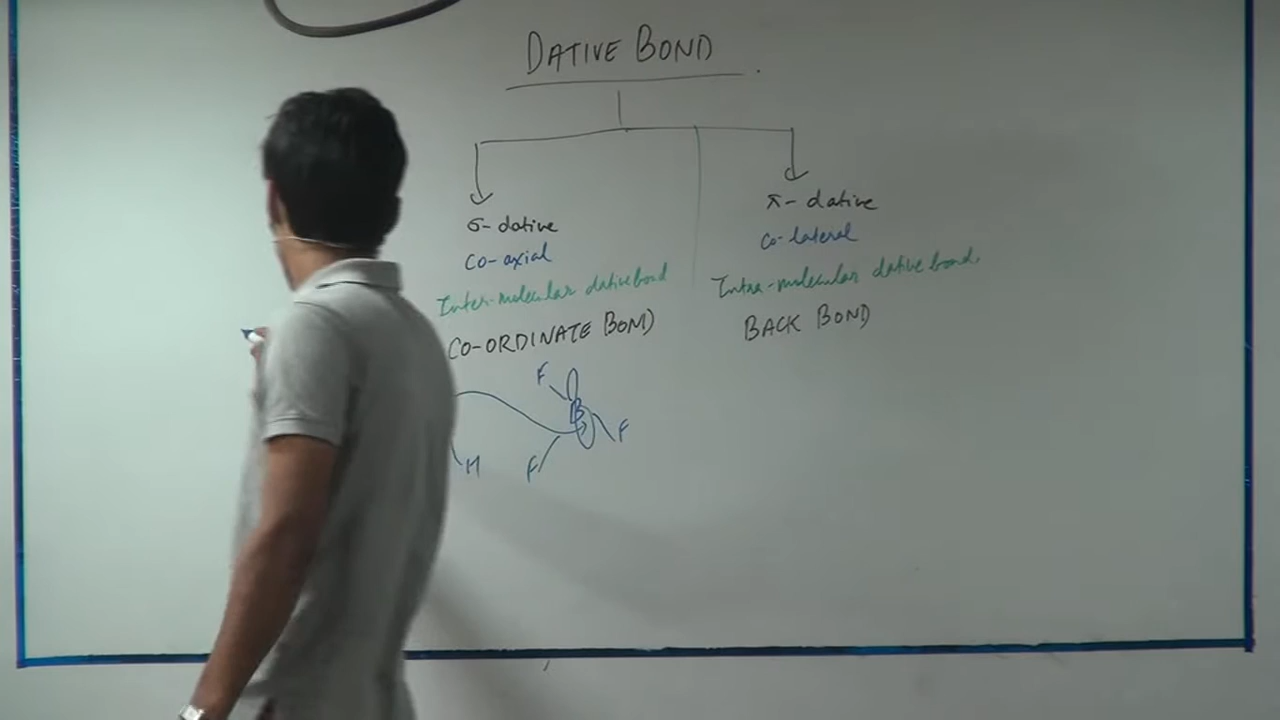 DATIVE BOND
σ- dative
co-axial
Inter-molecular dative bond
CO-ORDINATE BOND
π- dative
co-lateral
Intra-molecular dative bond.
BACK BOND
F
B
F
F
H